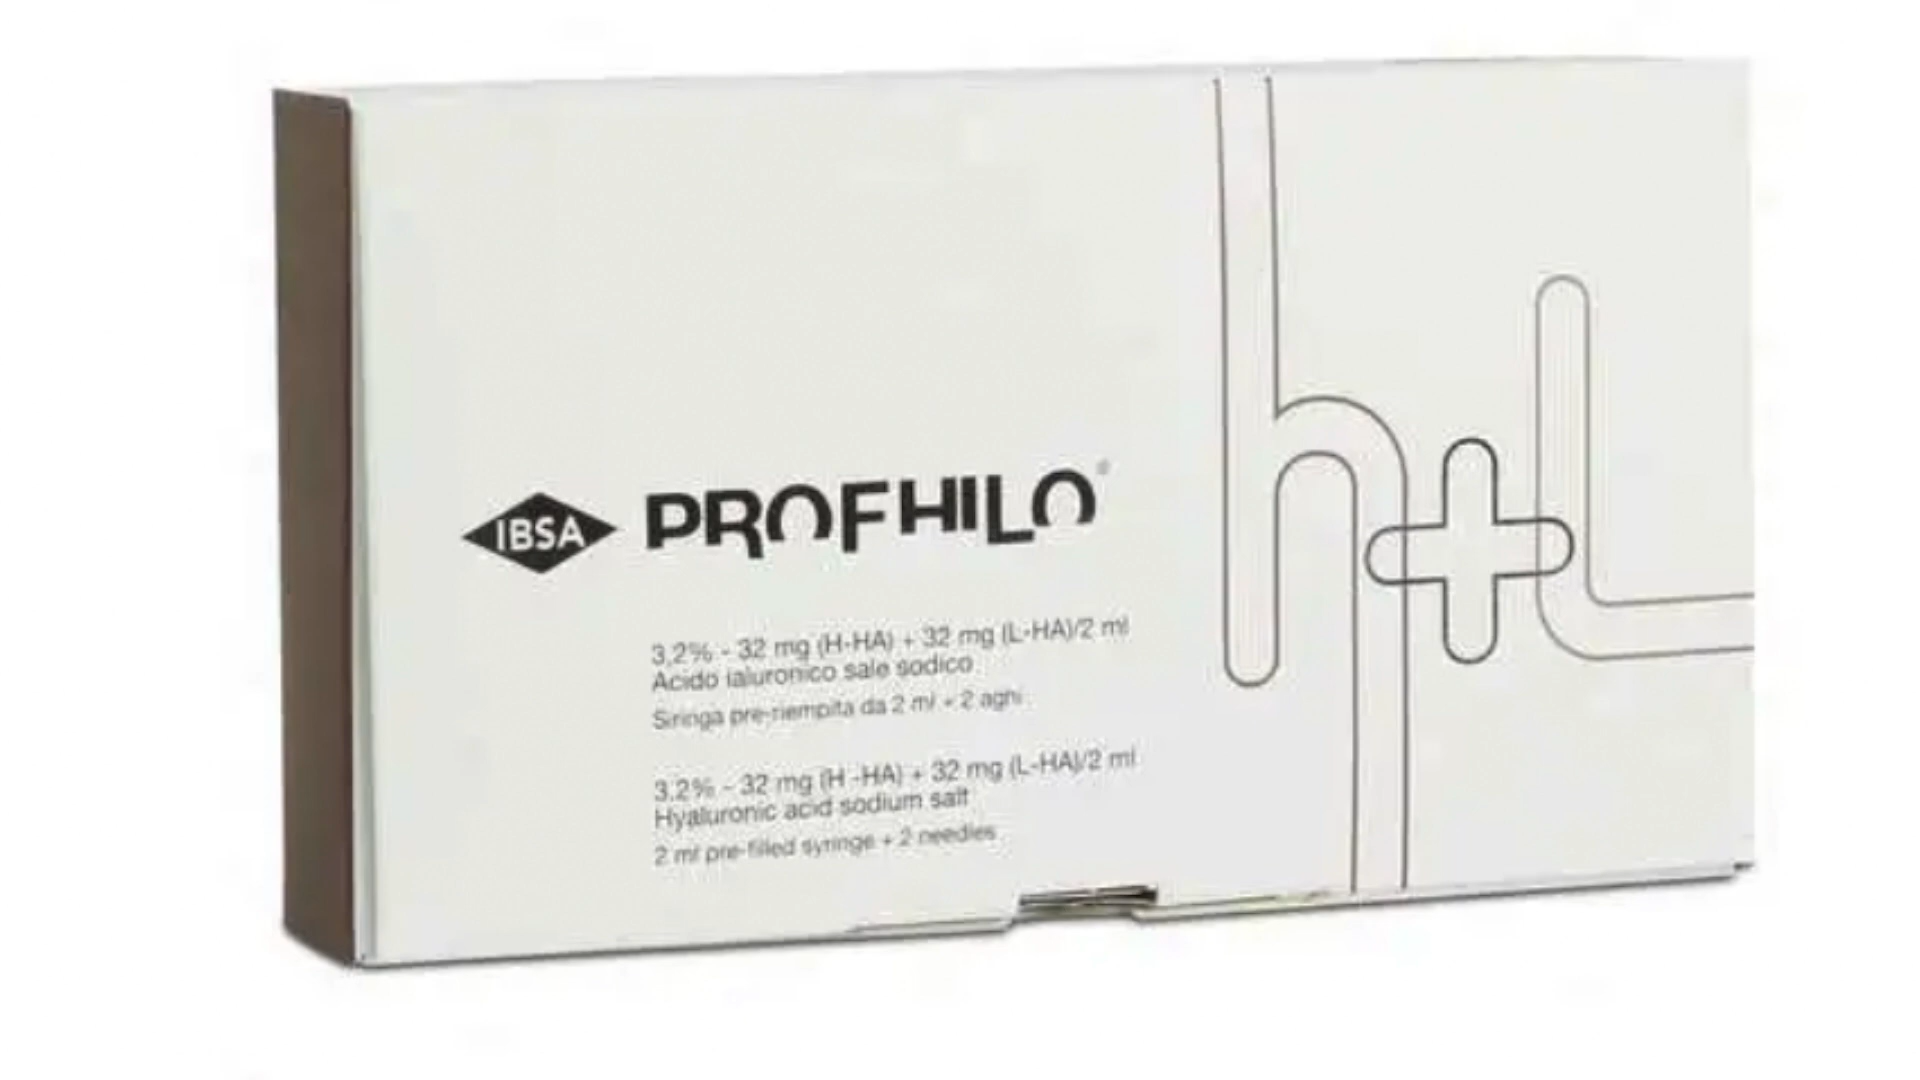 IBSA PROFHILO®
3,2% - 32 mg (H-HA) + 32 mg (L-HA)/2 ml
Acido ialuronico sale sodico
Siringa pre-riempita da 2 ml + 2 aghi
3.2% - 32 mg (H -HA) + 32 mg (L-HA)/2 ml
Hyaluronic acid sodium salt
2 ml pre-filled syringe + 2 needles
h+L